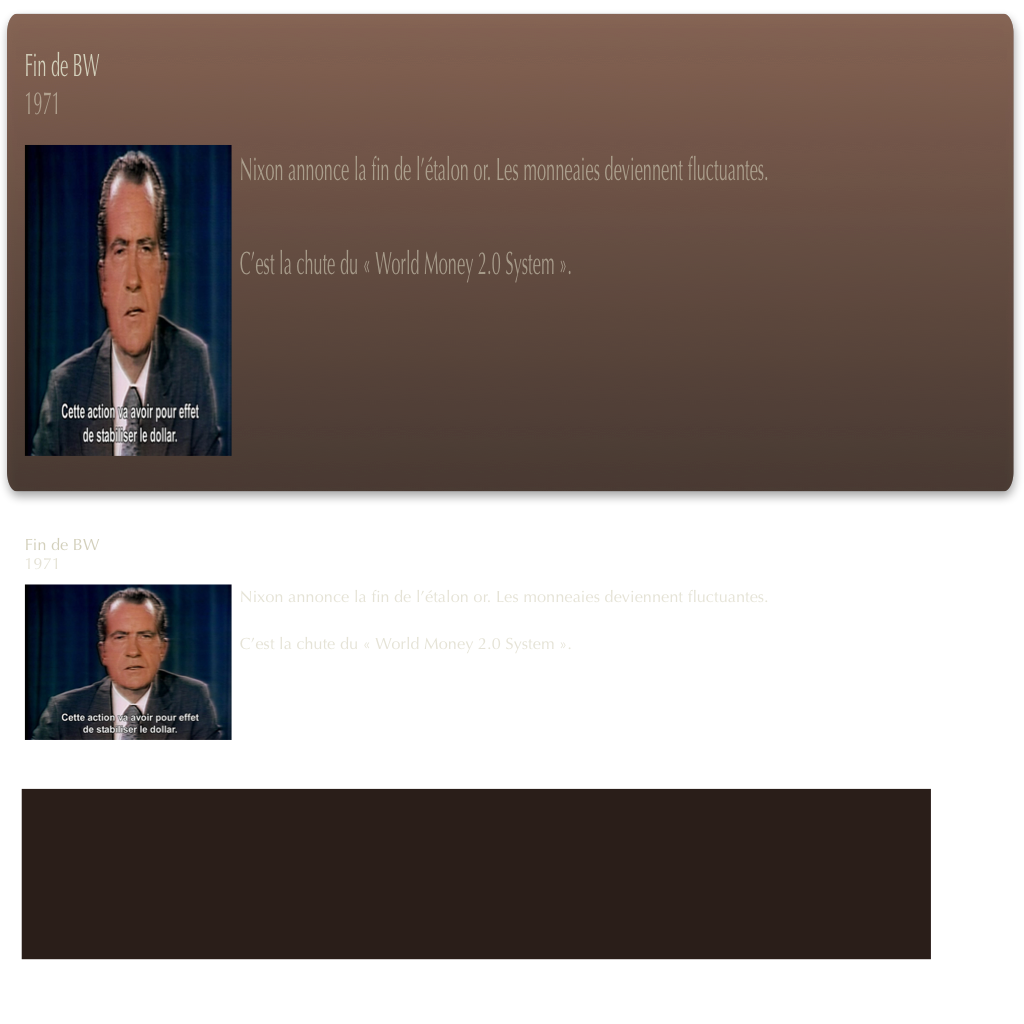 Fin de BW
1971
Nixon annonce la fin de l'étalon or. Les monneaies deviennent fluctuantes.
C'est la chute du « World Money 2.0 System ».
Cette action va avoir pour effet
de stabiliser le dollar.
Fin de BW
1971
Nixon annonce la fin de l'étalon or. Les monneaies deviennent fluctuantes.
C'est la chute du « World Money 2.0 System ».
Cette action va avoir pour effet
de stabiliser le dollar.